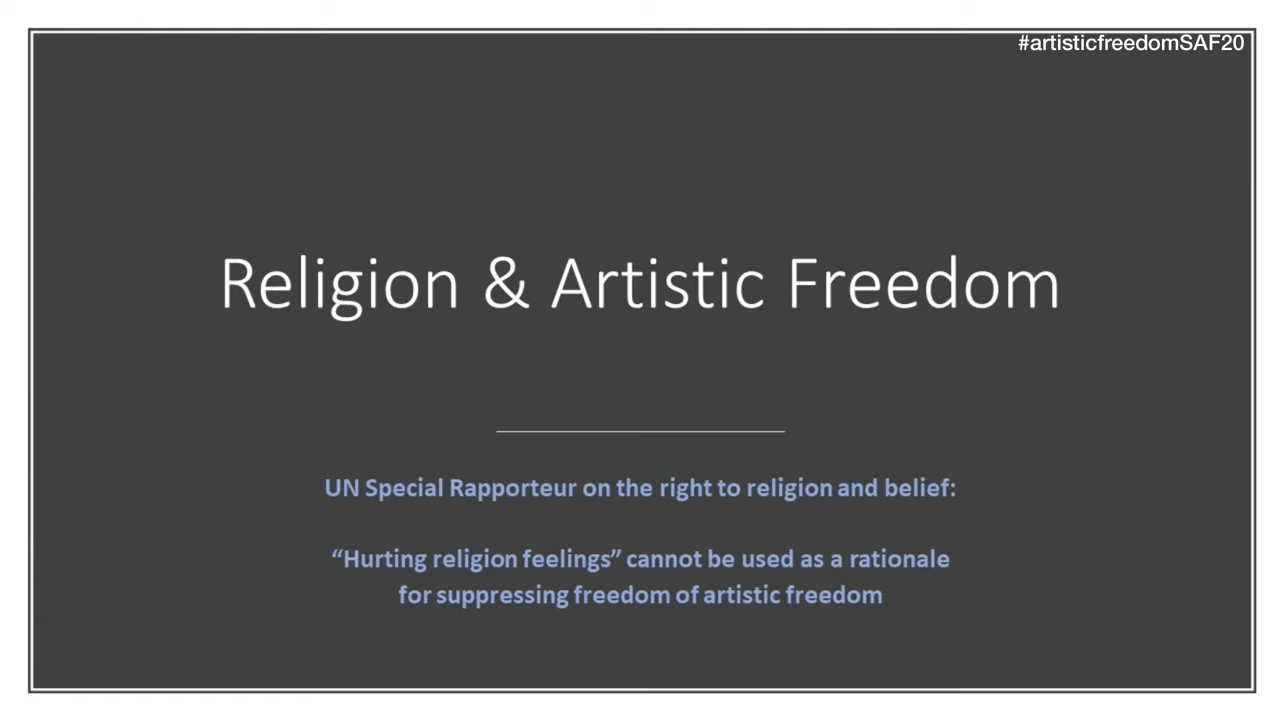 #artisticfreedomSAF20
Religion & Artistic Freedom
UN Special Rapporteur on the right to religion and belief:
“Hurting religion feelings” cannot be used as a rationale
for suppressing freedom of artistic freedom